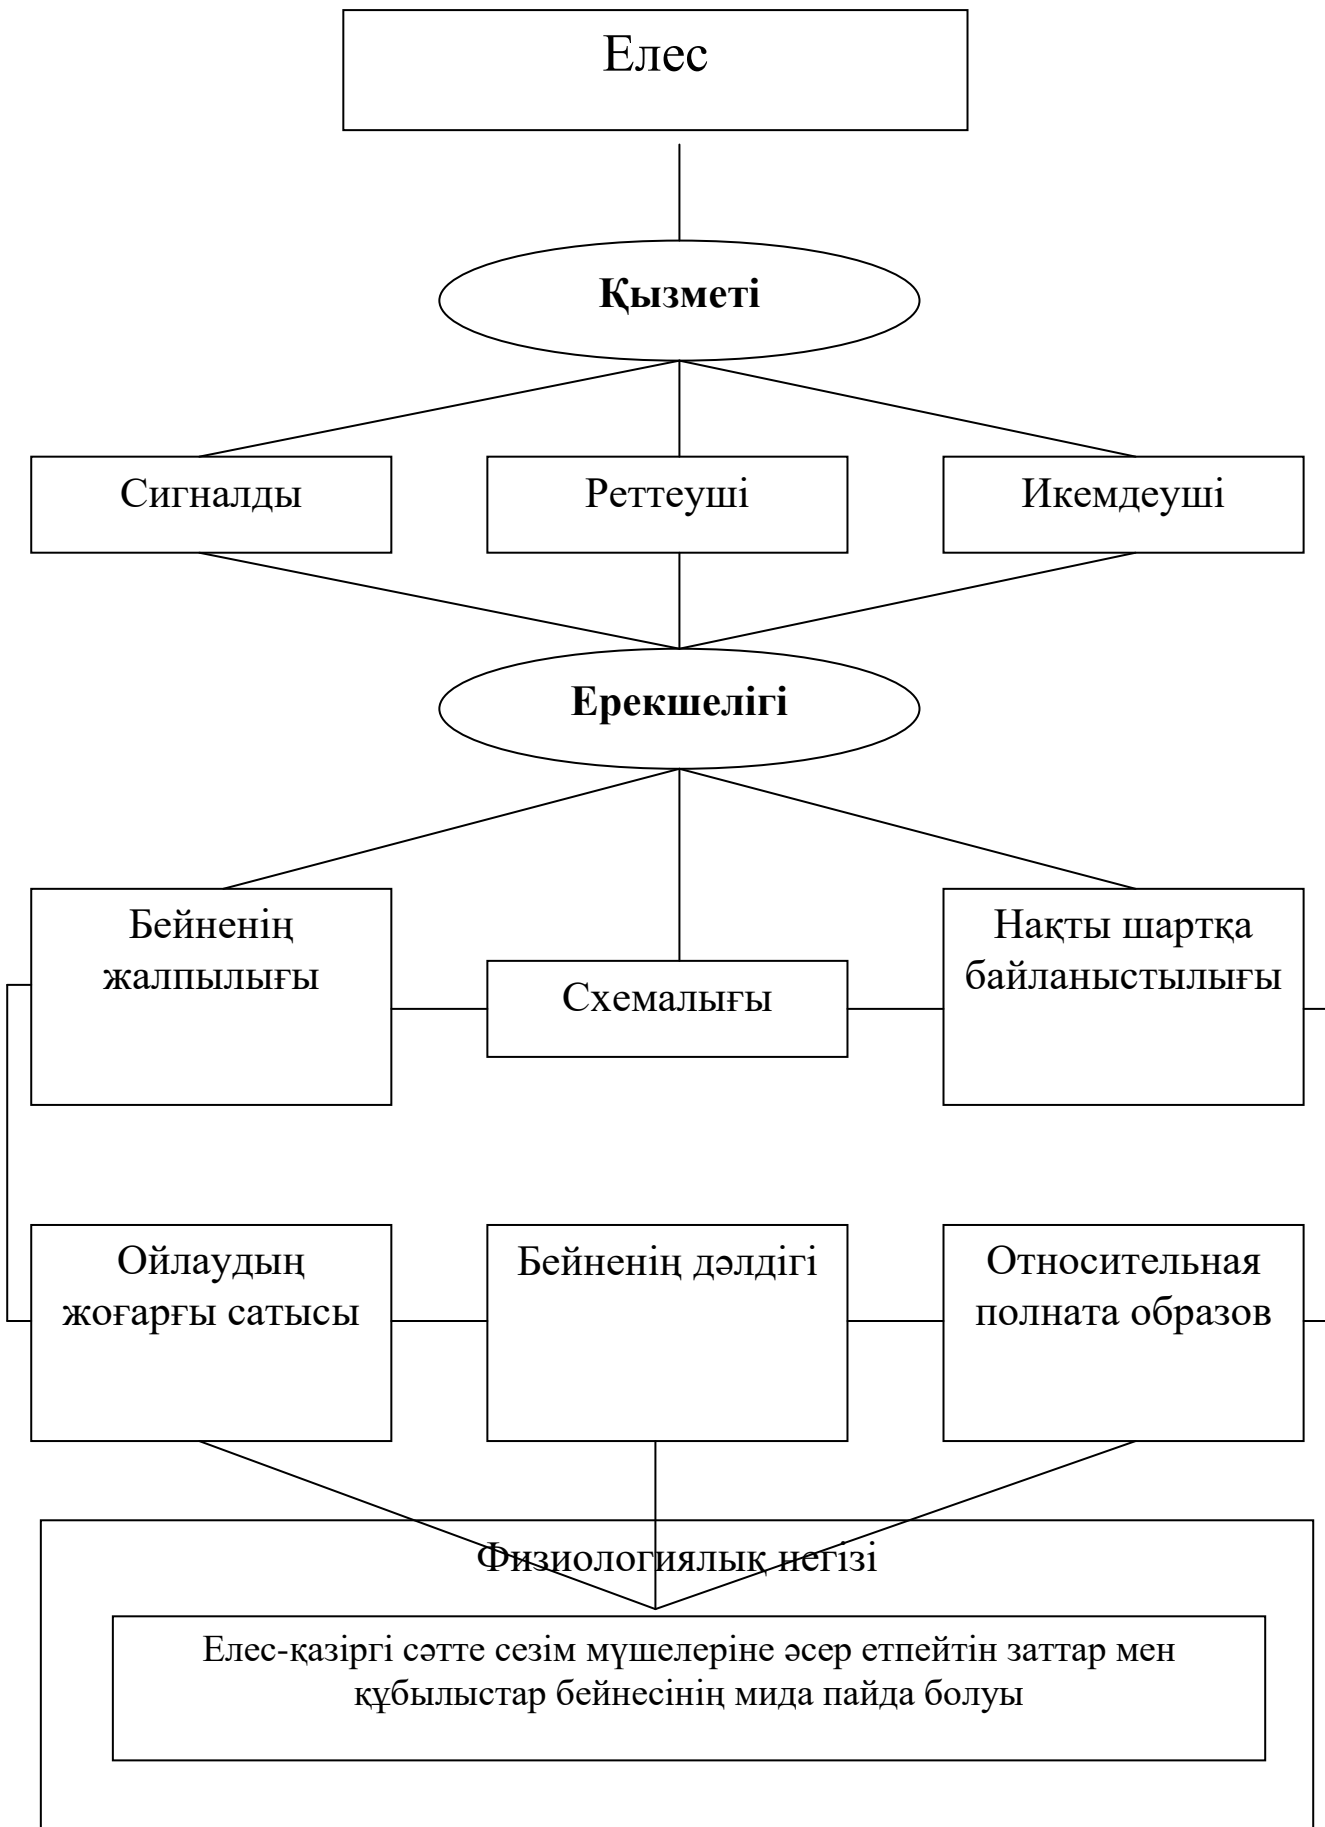 Елес
Қызметі
Сигналды
Реттеуші
Икемдеуші
Ерекшелігі
Бейненің
жалпылығы
Схемалығы
Нақты шартқа
байланыстылығы
Ойлаудың
жоғарғы сатысы
Бейненің дәлдігі
Относительная
полната образов
Физиологиялық негізі
Елес-қазіргі сәтте сезім мүшелеріне әсер етпейтін заттар мен
құбылыстар бейнесінің мида пайда болуы